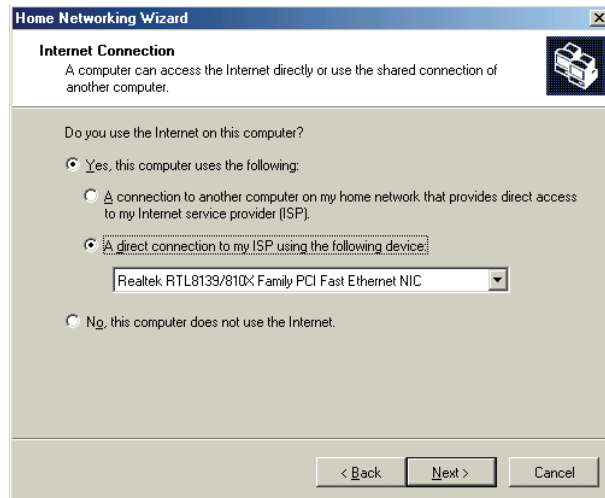 Home Networking Wizard
Internet Connection
A computer can access the Internet directly or use the shared connection of
another computer.
Do you use the Internet on this computer?
Yes, this computer uses the following:
A connection to another computer on my home network that provides direct access
to my Internet service provider (ISP).
A direct connection to my ISP using the following device:
Realtek RTL8139/810X Family PCI Fast Ethernet NIC
No, this computer does not use the Internet.
< Back
Next >
Cancel